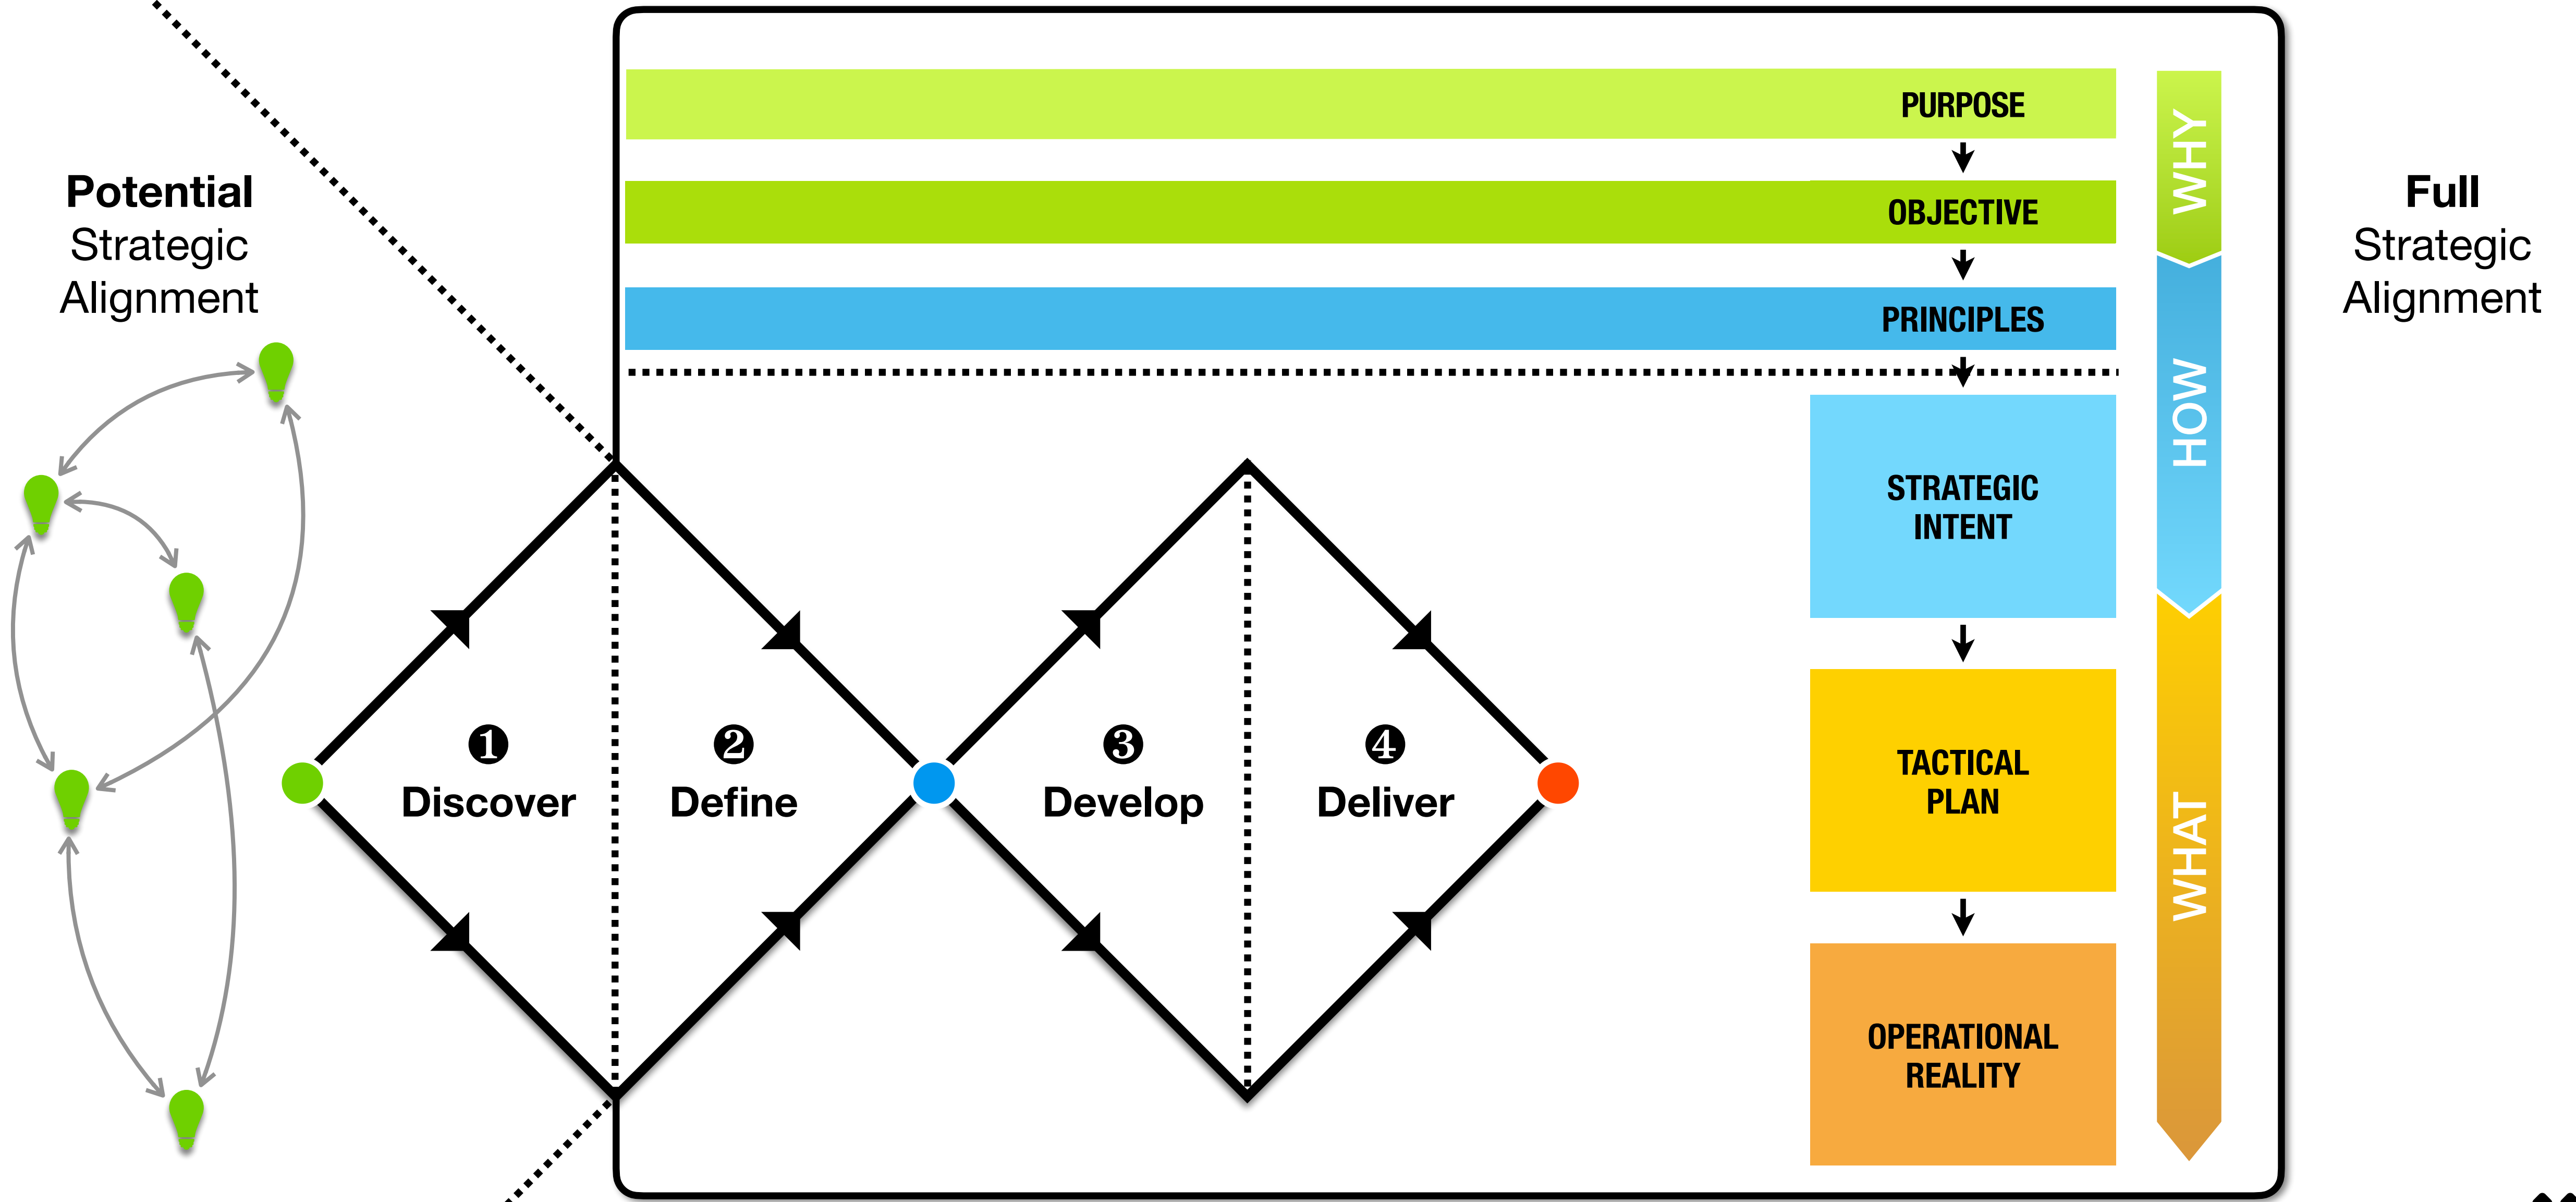 Potential
Strategic
Alignment
PURPOSE
OBJECTIVE
PRINCIPLES
STRATEGIC
INTENT
TACTICAL
PLAN
OPERATIONAL
REALITY
WHY
HOW
WHAT
Full
Strategic
Alignment
❶
Discover
❷
Define
❸
Develop
❹
Deliver